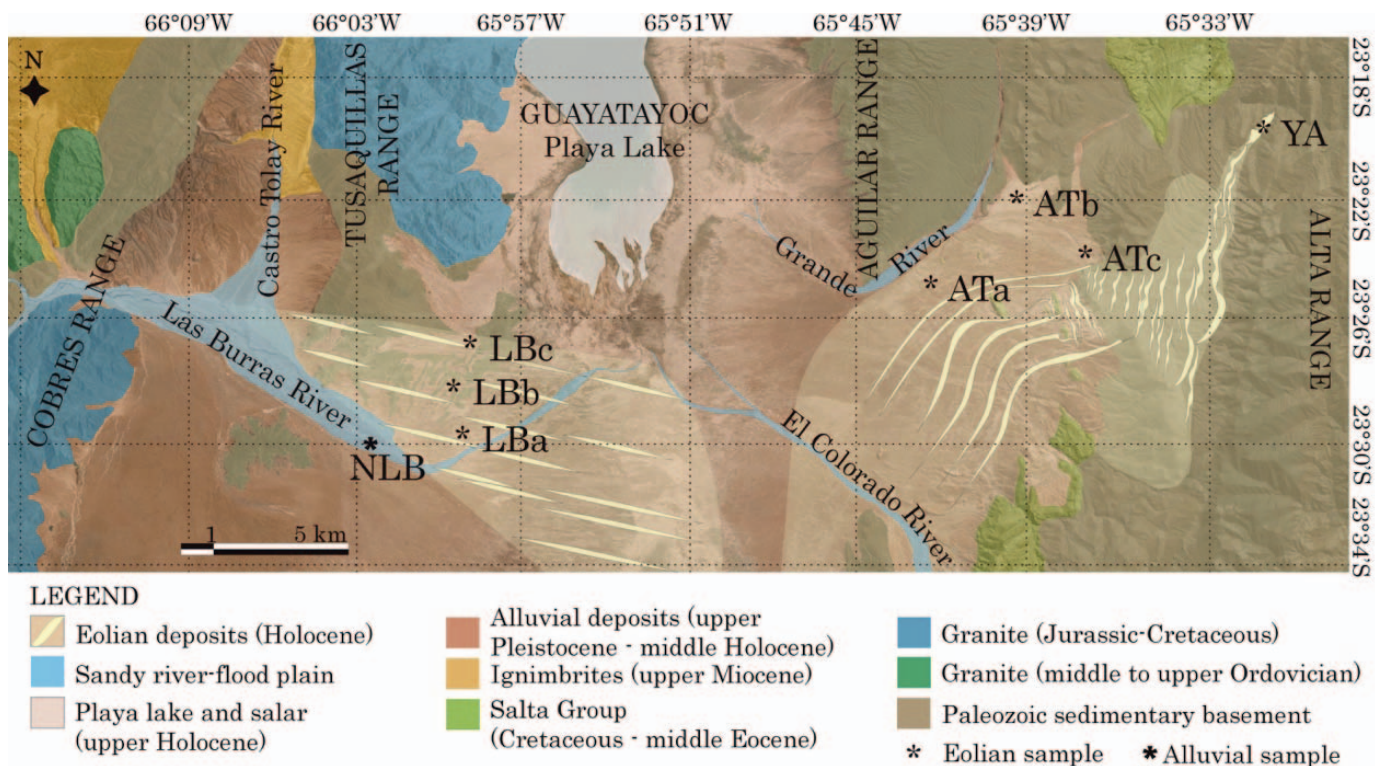 66°09'W 66°03'W 65°57'W 65°51'W 65°45'W 65°39'W 65°33'W
N
23°18'S
23°22'S
23°26'S
23°30'S
23°34'S
COBRES RANGE
Castro Tolay River
TUSAQUILLAS
RANGE
GUAYATAYOC
Playa Lake
AGUILAR RANGE
Grande River
ALTA RANGE
YA
ATb
ATc
ATa
Las Burras River
LBc
LBb
LBa
NLB
El Colorado River
1 5 km
LEGEND
Eolian deposits (Holocene)
Sandy river-flood plain
Playa lake and salar
(upper Holocene)
Alluvial deposits (upper
Pleistocene - middle Holocene)
Ignimbrites (upper Miocene)
Salta Group
(Cretaceous - middle Eocene)
Granite (Jurassic-Cretaceous)
Granite (middle to upper Ordovician)
Paleozoic sedimentary basement
* Eolian sample * Alluvial sample